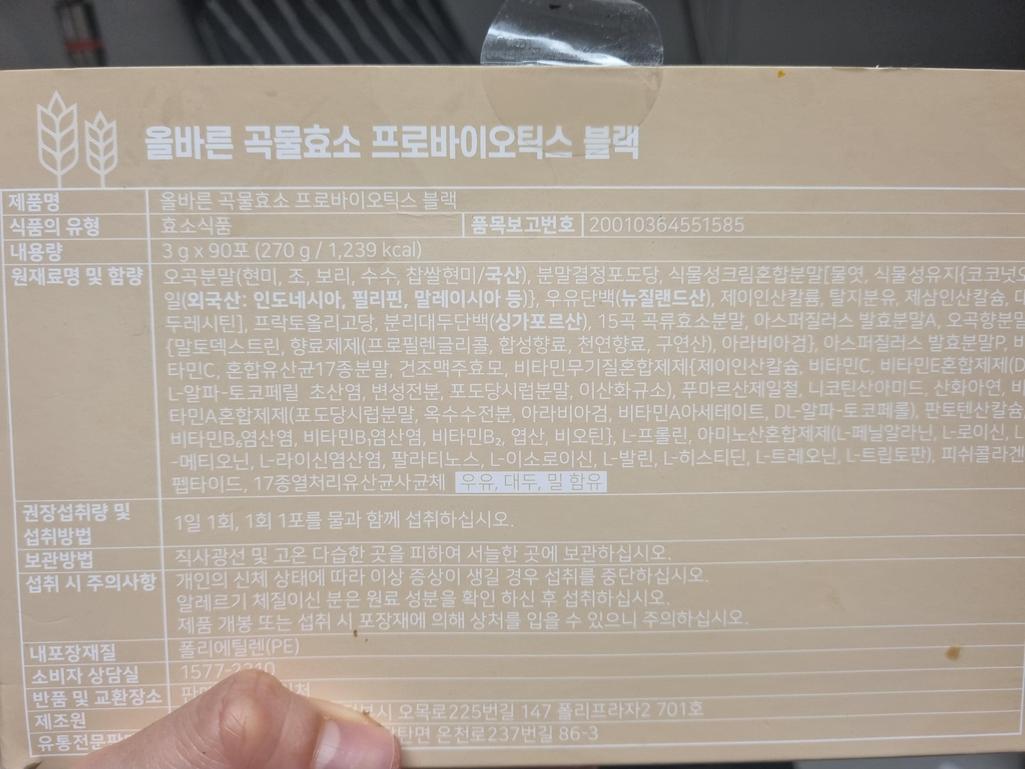 올바른 곡물효소 프로바이오틱스 블랙
제품명 올바른 곡물효소 프로바이오틱스 블랙
식품의 유형 효소식품 품목보고번호 20010364551585
내용량 3 g x 90포 (270 g / 1,239 kcal)
원재료명 및 함량 오곡분말(현미, 조, 보리, 수수, 찹쌀현미/국산), 분말결정포도당, 식물성크림혼합분말[물엿, 식물성유지{코코넛오
일(외국산: 인도네시아, 필리핀, 말레이시아 등)}, 우유단백(뉴질랜드산), 제이인산칼륨, 탈지분유, 제삼인산칼슘,
두레시틴], 프락토올리고당, 분리대두단백(싱가포르산), 15곡 곡류효소분말, 아스퍼질러스 발효분말A, 오곡향분말
{말토덱스트린, 향료제제(프로필렌글리콜, 합성향료, 천연향료, 구연산), 아라비아검}, 아스퍼질러스 발효분말P, 비
타민C, 혼합유산균17종분말, 건조맥주효모, 비타민무기질혼합제제{제이인산칼슘, 비타민C, 비타민E혼합제제(D
L-알파-토코페릴 초산염, 변성전분, 포도당시럽분말, 이산화규소), 푸마르산제일철, 니코틴산아미드, 산화아연, 비
타민A혼합제제(포도당시럽분말, 옥수수전분, 아라비아검, 비타민A아세테이트, DL-알파-토코페롤), 판토텐산칼슘
비타민B₆염산염, 비타민B₁염산염, 비타민B₂, 엽산, 비오틴}, L-프롤린, 아미노산혼합제제(L-페닐알라닌, L-로이신, L
-메티오닌, L-라이신염산염, 팔라티노스, L-이소로이신, L-발린, L-히스티딘, L-트레오닌, L-트립토판), 피쉬콜라겐
펩타이드, 17종열처리유산균사균체 우유, 대두, 밀 함유
권장섭취량 및
섭취방법 1일 1회, 1회 1포를 물과 함께 섭취하십시오.
보관방법 직사광선 및 고온 다습한 곳을 피하여 서늘한 곳에 보관하십시오.
섭취 시 주의사항 개인의 신체 상태에 따라 이상 증상이 생길 경우 섭취를 중단하십시오.
알레르기 체질이신 분은 원료 성분을 확인 하신 후 섭취하십시오.
제품 개봉 또는 섭취 시 포장재에 의해 상처를 입을 수 있으니 주의하십시오.
내포장재질 폴리에틸렌(PE)
소비자 상담실 1577-2310
반품 및 교환장소
제조원 오목로225번길 147 폴리프라자2 701호
유통전문판 온천로237번길 86-3